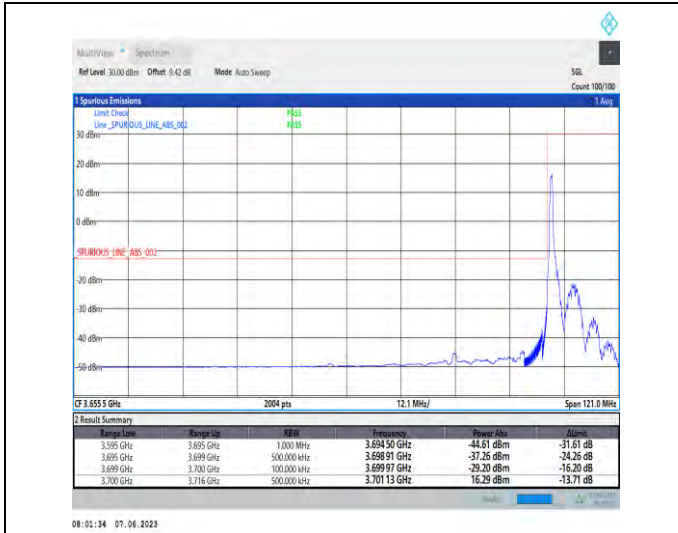 MultiView Spectrum
Ref Level 30.00 dBm Offset 9.42 dB Mode Auto Sweep SGL
Count 100/100
1 Spurious Emissions 1 Avg
Limit Check PASS
Line _SPURIOUS_LINE_ABS_002 PASS
30 dBm
20 dBm
10 dBm
0 dBm
_SPURIOUS_LINE_ABS_002
-20 dBm
-30 dBm
-40 dBm
-50 dBm
CF 3.6555 GHz 2004 pts 12.1 MHz/ Span 121.0 MHz
2 Result Summary
Range Low Range Up RBW Frequency Power Abs ΔLimit
3.595 GHz 3.695 GHz 1.000 MHz 3.694 50 GHz -44.61 dBm -31.61 dB
3.695 GHz 3.699 GHz 500.000 kHz 3.698 91 GHz -37.26 dBm -24.26 dB
3.699 GHz 3.700 GHz 100.000 kHz 3.699 97 GHz -29.20 dBm -16.20 dB
3.700 GHz 3.716 GHz 500.000 kHz 3.701 13 GHz 16.29 dBm -13.71 dB
08:01:34 07.06.2023